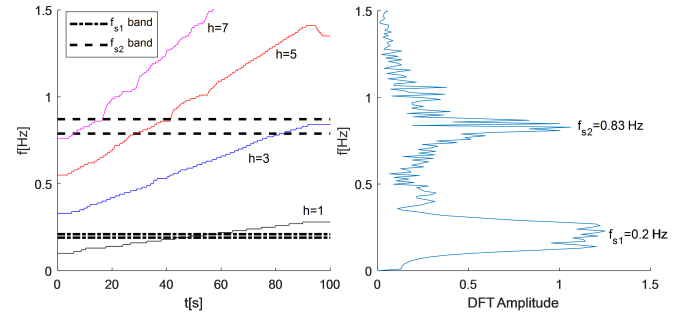 f_s1 band
f_s2 band
h=7
h=5
h=3
h=1
1.5
1
0.5
0
f[Hz]
0 20 40 60 80 100
t[s]
f_s2=0.83 Hz
f_s1=0.2 Hz
1.5
1
0.5
0
f[Hz]
0 0.5 1 1.5
DFT Amplitude